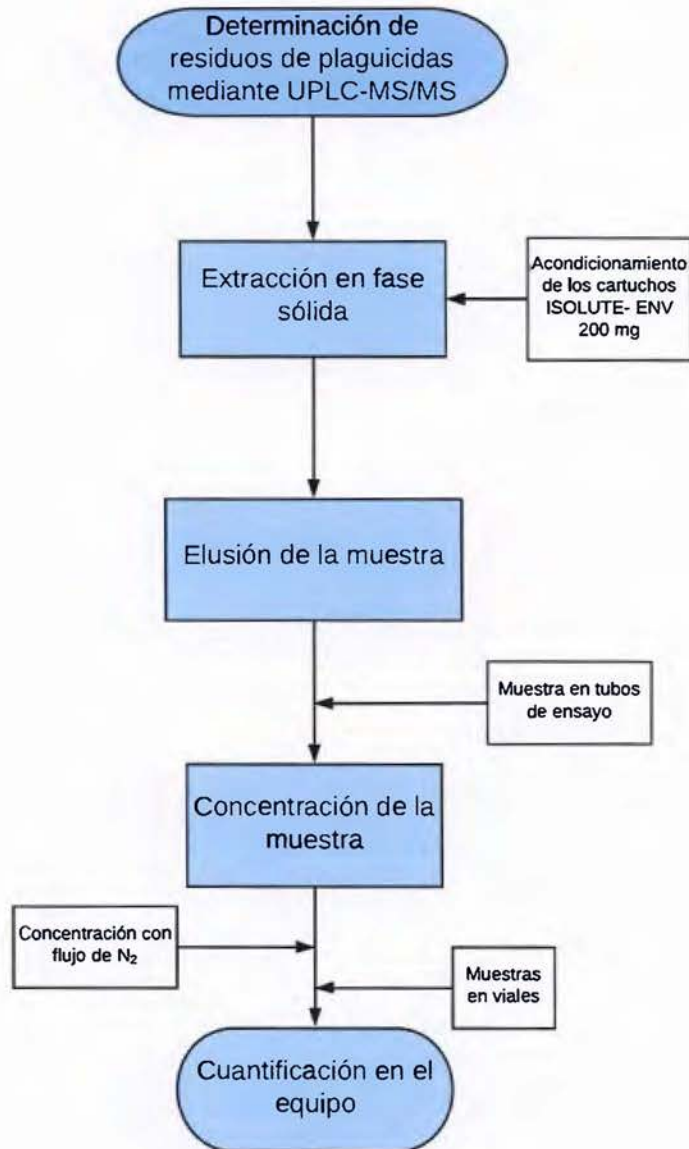 Determinación de
residuos de plaguicidas
mediante UPLC-MS/MS
Extracción en fase
sólida
Acondicionamiento
de los cartuchos
ISOLUTE- ENV
200 mg
Elusión de la muestra
Muestra en tubos
de ensayo
Concentración de la
muestra
Concentración con
flujo de N₂
Muestras
en viales
Cuantificación en el
equipo